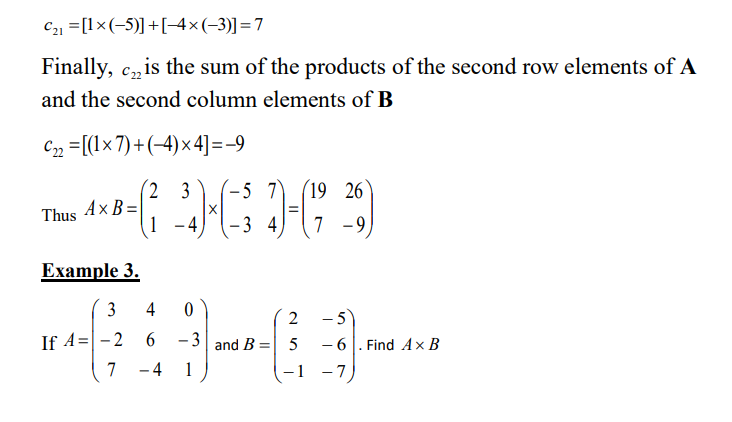 c₂₁ =[1×(−5)]+[−4×(−3)]=7
Finally, c₂₂ is the sum of the products of the second row elements of A
and the second column elements of B
c₂₂ =[(1×7)+(−4)×4]=−9
Thus A×B=(2 3; 1 −4)×(−5 7; −3 4)=(19 26; 7 −9)
Example 3.
If A=(3 4 0; −2 6 −3; 7 −4 1) and B=(2 −5; 5 −6; −1 −7). Find A×B